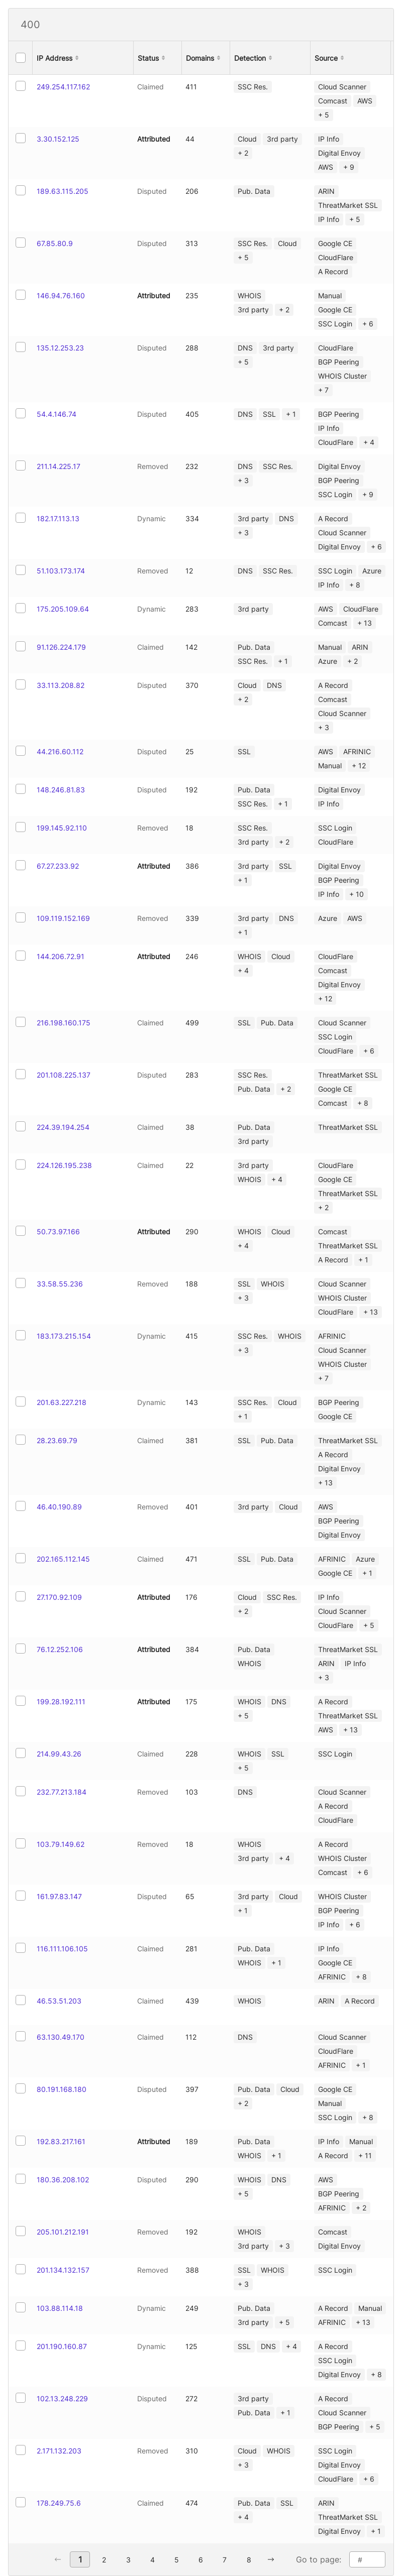 400
IP Address Status Domains Detection Source
249.254.117.162 Claimed 411 SSC Res. Cloud Scanner
Comcast AWS
+ 5
3.30.152.125 Attributed 44 Cloud 3rd party IP Info
+ 2 Digital Envoy
AWS + 9
189.63.115.205 Disputed 206 Pub. Data ARIN
ThreatMarket SSL
IP Info + 5
67.85.80.9 Disputed 313 SSC Res. Cloud Google CE
+ 5 CloudFlare
A Record
146.94.76.160 Attributed 235 WHOIS Manual
3rd party + 2 Google CE
SSC Login + 6
135.12.253.23 Disputed 288 DNS 3rd party CloudFlare
+ 5 BGP Peering
WHOIS Cluster
+ 7
54.4.146.74 Disputed 405 DNS SSL + 1 BGP Peering
IP Info
CloudFlare + 4
211.14.225.17 Removed 232 DNS SSC Res. Digital Envoy
+ 3 BGP Peering
SSC Login + 9
182.17.113.13 Dynamic 334 3rd party DNS A Record
+ 3 Cloud Scanner
Digital Envoy + 6
51.103.173.174 Removed 12 DNS SSC Res. SSC Login Azure
IP Info + 8
175.205.109.64 Dynamic 283 3rd party AWS CloudFlare
Comcast + 13
91.126.224.179 Claimed 142 Pub. Data Manual ARIN
SSC Res. + 1 Azure + 2
33.113.208.82 Disputed 370 Cloud DNS A Record
+ 2 Comcast
Cloud Scanner
+ 3
44.216.60.112 Disputed 25 SSL AWS AFRINIC
Manual + 12
148.246.81.83 Disputed 192 Pub. Data Digital Envoy
SSC Res. + 1 IP Info
199.145.92.110 Removed 18 SSC Res. SSC Login
3rd party + 2 CloudFlare
67.27.233.92 Attributed 386 3rd party SSL Digital Envoy
+ 1 BGP Peering
IP Info + 10
109.119.152.169 Removed 339 3rd party DNS Azure AWS
+ 1
144.206.72.91 Attributed 246 WHOIS Cloud CloudFlare
+ 4 Comcast
Digital Envoy
+ 12
216.198.160.175 Claimed 499 SSL Pub. Data Cloud Scanner
SSC Login
CloudFlare + 6
201.108.225.137 Disputed 283 SSC Res. ThreatMarket SSL
Pub. Data + 2 Google CE
Comcast + 8
224.39.194.254 Claimed 38 Pub. Data ThreatMarket SSL
3rd party
224.126.195.238 Claimed 22 3rd party CloudFlare
WHOIS + 4 Google CE
ThreatMarket SSL
+ 2
50.73.97.166 Attributed 290 WHOIS Cloud Comcast
+ 4 ThreatMarket SSL
A Record + 1
33.58.55.236 Removed 188 SSL WHOIS Cloud Scanner
+ 3 WHOIS Cluster
CloudFlare + 13
183.173.215.154 Dynamic 415 SSC Res. WHOIS AFRINIC
+ 3 Cloud Scanner
WHOIS Cluster
+ 7
201.63.227.218 Dynamic 143 SSC Res. Cloud BGP Peering
+ 1 Google CE
28.23.69.79 Claimed 381 SSL Pub. Data ThreatMarket SSL
A Record
Digital Envoy
+ 13
46.40.190.89 Removed 401 3rd party Cloud AWS
BGP Peering
Digital Envoy
202.165.112.145 Claimed 471 SSL Pub. Data AFRINIC Azure
Google CE + 1
27.170.92.109 Attributed 176 Cloud SSC Res. IP Info
+ 2 Cloud Scanner
CloudFlare + 5
76.12.252.106 Attributed 384 Pub. Data ThreatMarket SSL
WHOIS ARIN IP Info
+ 3
199.28.192.111 Attributed 175 WHOIS DNS A Record
+ 5 ThreatMarket SSL
AWS + 13
214.99.43.26 Claimed 228 WHOIS SSL SSC Login
+ 5
232.77.213.184 Removed 103 DNS Cloud Scanner
A Record
CloudFlare
103.79.149.62 Removed 18 WHOIS A Record
3rd party + 4 WHOIS Cluster
Comcast + 6
161.97.83.147 Disputed 65 3rd party Cloud WHOIS Cluster
+ 1 BGP Peering
IP Info + 6
116.111.106.105 Claimed 281 Pub. Data IP Info
WHOIS + 1 Google CE
AFRINIC + 8
46.53.51.203 Claimed 439 WHOIS ARIN A Record
63.130.49.170 Claimed 112 DNS Cloud Scanner
CloudFlare
AFRINIC + 1
80.191.168.180 Disputed 397 Pub. Data Cloud Google CE
+ 2 Manual
SSC Login + 8
192.83.217.161 Attributed 189 Pub. Data IP Info Manual
WHOIS + 1 A Record + 11
180.36.208.102 Disputed 290 WHOIS DNS AWS
+ 5 BGP Peering
AFRINIC + 2
205.101.212.191 Removed 192 WHOIS Comcast
3rd party + 3 Digital Envoy
201.134.132.157 Removed 388 SSL WHOIS SSC Login
+ 3
103.88.114.18 Dynamic 249 Pub. Data A Record Manual
3rd party + 5 AFRINIC + 13
201.190.160.87 Dynamic 125 SSL DNS + 4 A Record
SSC Login
Digital Envoy + 8
102.13.248.229 Disputed 272 3rd party A Record
Pub. Data + 1 Cloud Scanner
BGP Peering + 5
2.171.132.203 Removed 310 Cloud WHOIS SSC Login
+ 3 Digital Envoy
CloudFlare + 6
178.249.75.6 Claimed 474 Pub. Data SSL ARIN
+ 4 ThreatMarket SSL
Digital Envoy + 1
← 1 2 3 4 5 6 7 8 → Go to page: #